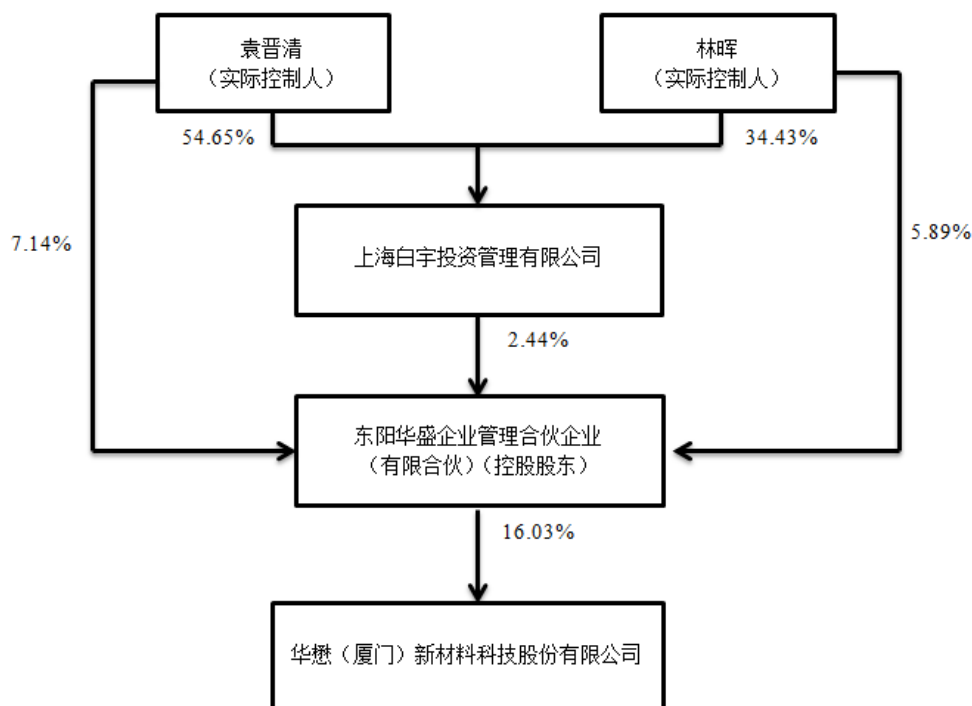 袁晋清
（实际控制人）
林晖
（实际控制人）
54.65%
34.43%
7.14%
5.89%
上海白宇投资管理有限公司
2.44%
东阳华盛企业管理合伙企业
（有限合伙）（控股股东）
16.03%
华懋（厦门）新材料科技股份有限公司